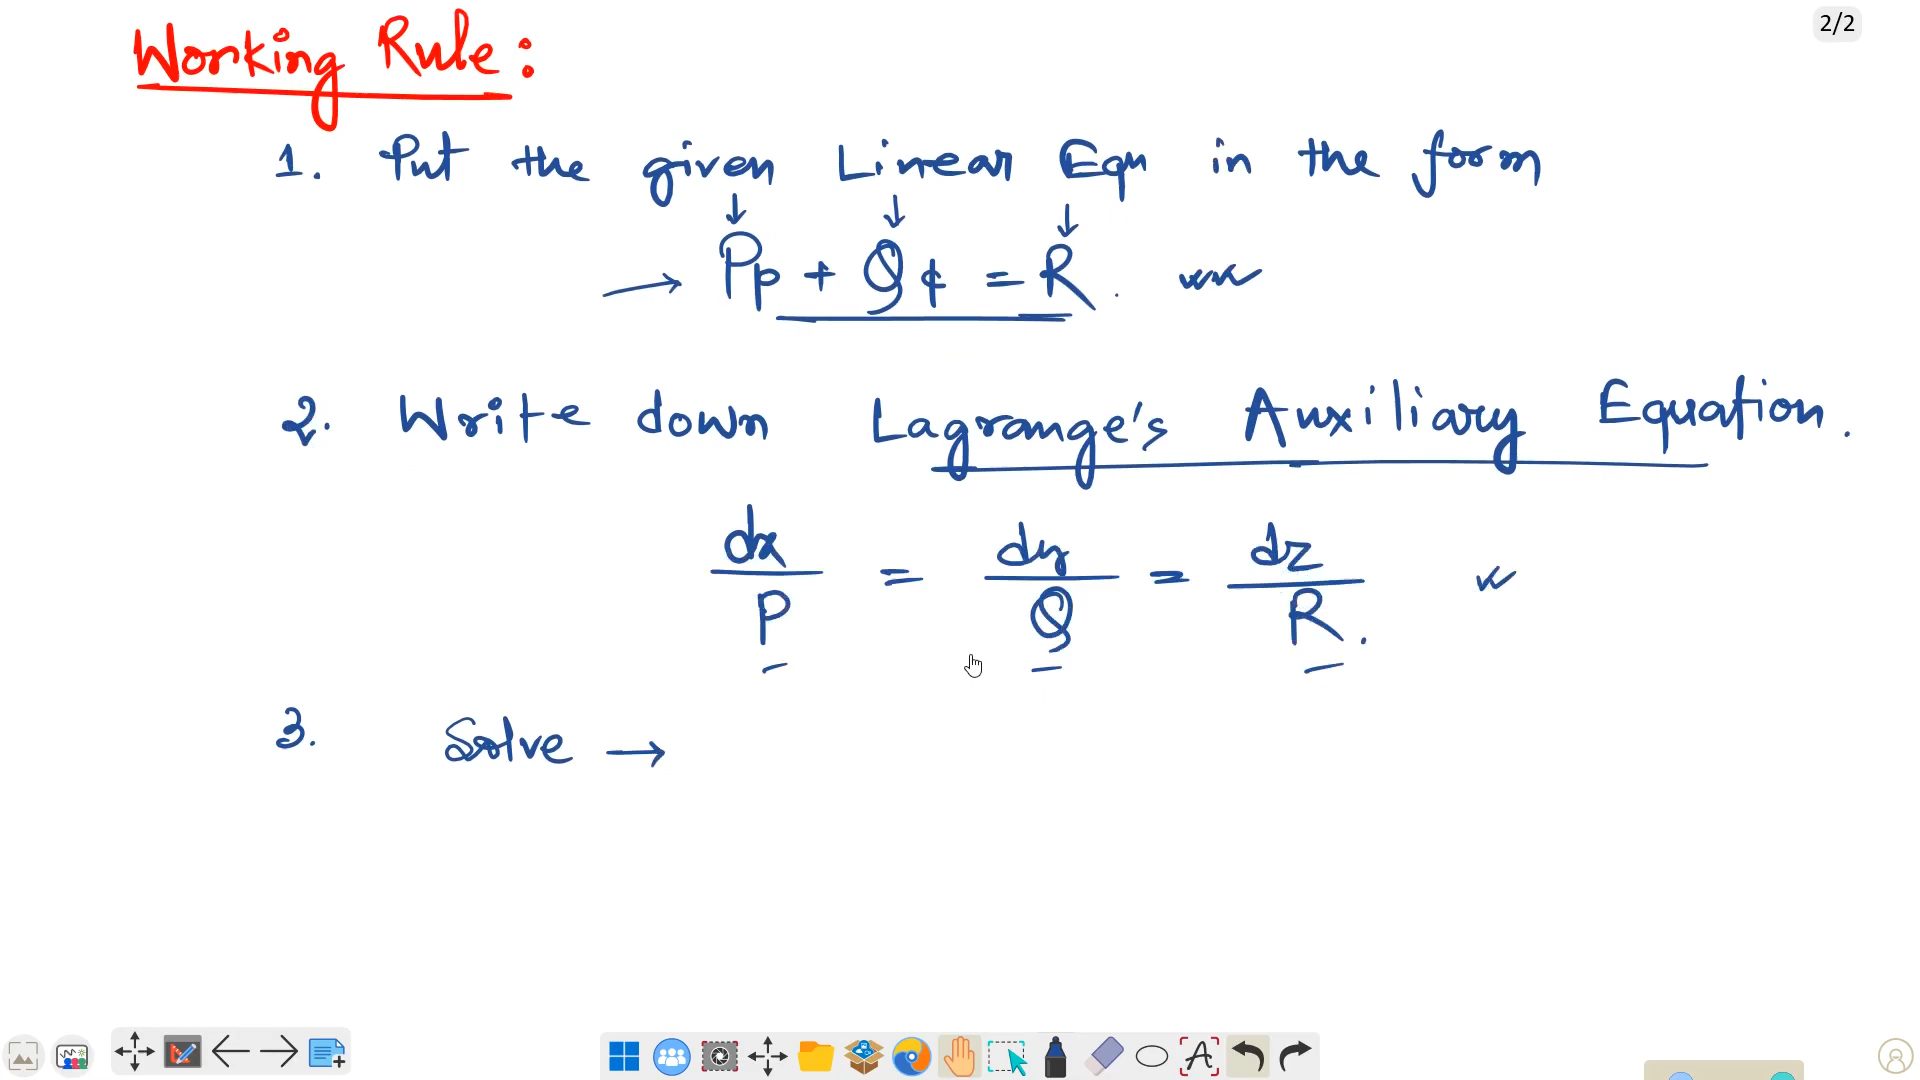 2/2
Working Rule:
1. Put the given Linear Equ in the form
→ Pp + Qq = R.
2. Write down Lagrange's Auxiliary Equation.
dx/P = dy/Q = dz/R.
3. Solve →